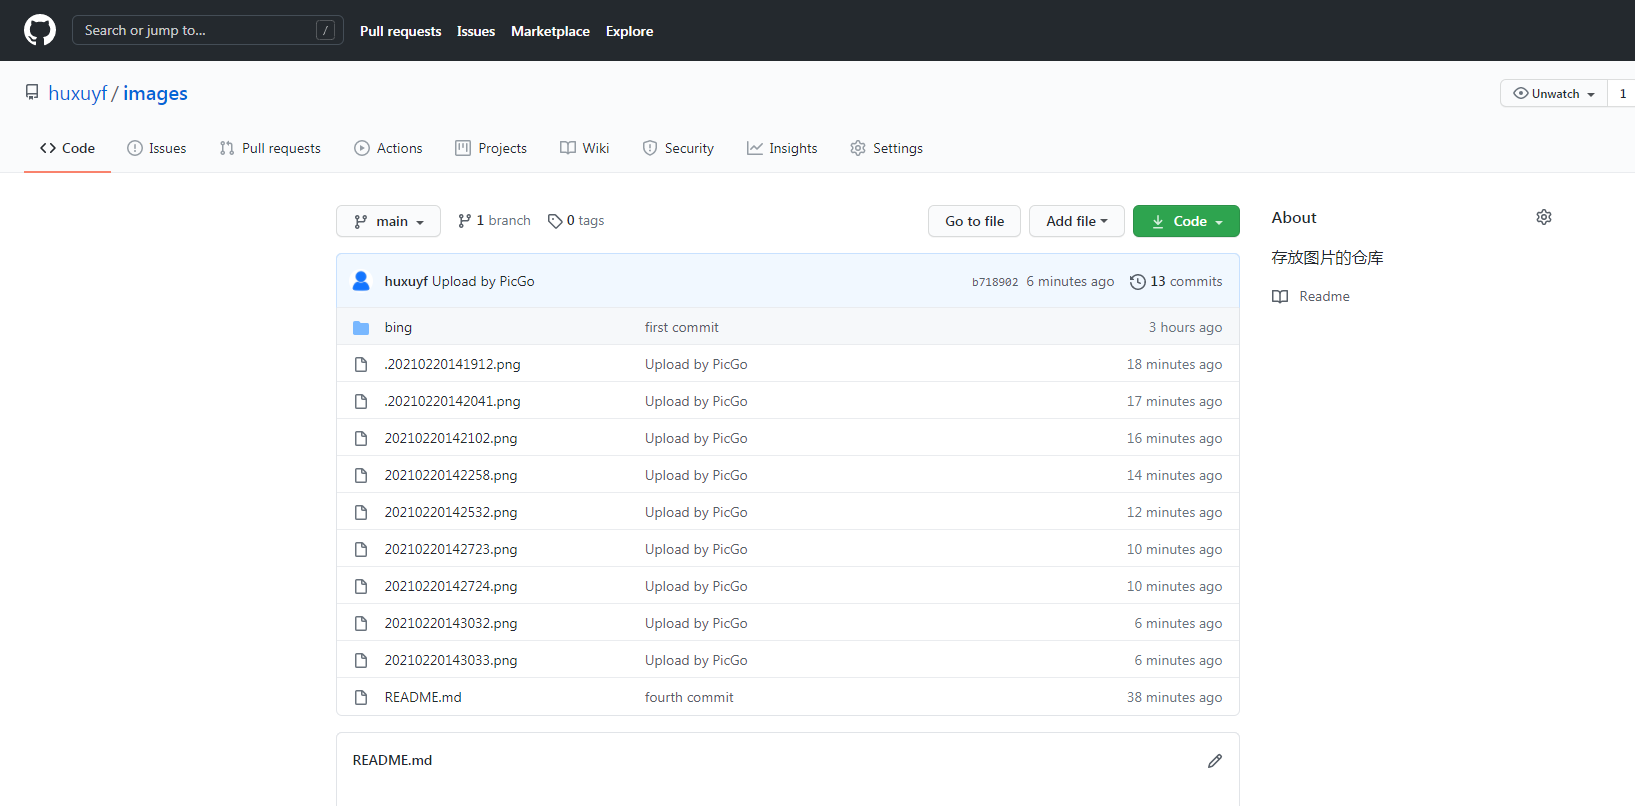 Search or jump to... /
Pull requests Issues Marketplace Explore
huxuyf / images
Unwatch 1
Code Issues Pull requests Actions Projects Wiki Security Insights Settings
main 1 branch 0 tags Go to file Add file Code
huxuyf Upload by PicGo b718902 6 minutes ago 13 commits
bing first commit 3 hours ago
.20210220141912.png Upload by PicGo 18 minutes ago
.20210220142041.png Upload by PicGo 17 minutes ago
20210220142102.png Upload by PicGo 16 minutes ago
20210220142258.png Upload by PicGo 14 minutes ago
20210220142532.png Upload by PicGo 12 minutes ago
20210220142723.png Upload by PicGo 10 minutes ago
20210220142724.png Upload by PicGo 10 minutes ago
20210220143032.png Upload by PicGo 6 minutes ago
20210220143033.png Upload by PicGo 6 minutes ago
README.md fourth commit 38 minutes ago
README.md
About
存放图片的仓库
Readme